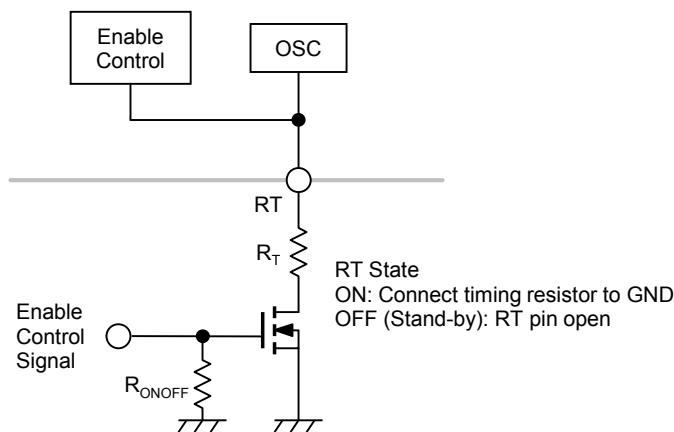 Enable
Control
OSC
RT
R_T
RT State
ON: Connect timing resistor to GND
OFF (Stand-by): RT pin open
Enable
Control
Signal
R_ONOFF